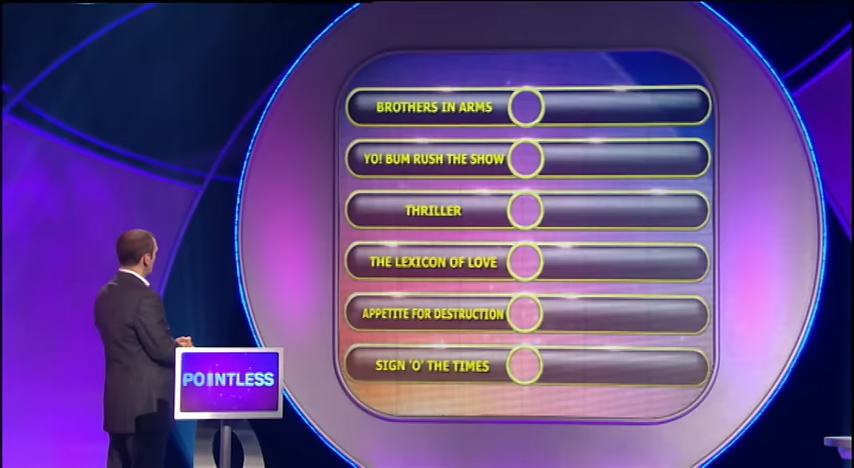 BROTHERS IN ARMS
YO! BUM RUSH THE SHOW
THRILLER
THE LEXICON OF LOVE
APPETITE FOR DESTRUCTION
SIGN 'O' THE TIMES
POINTLESS